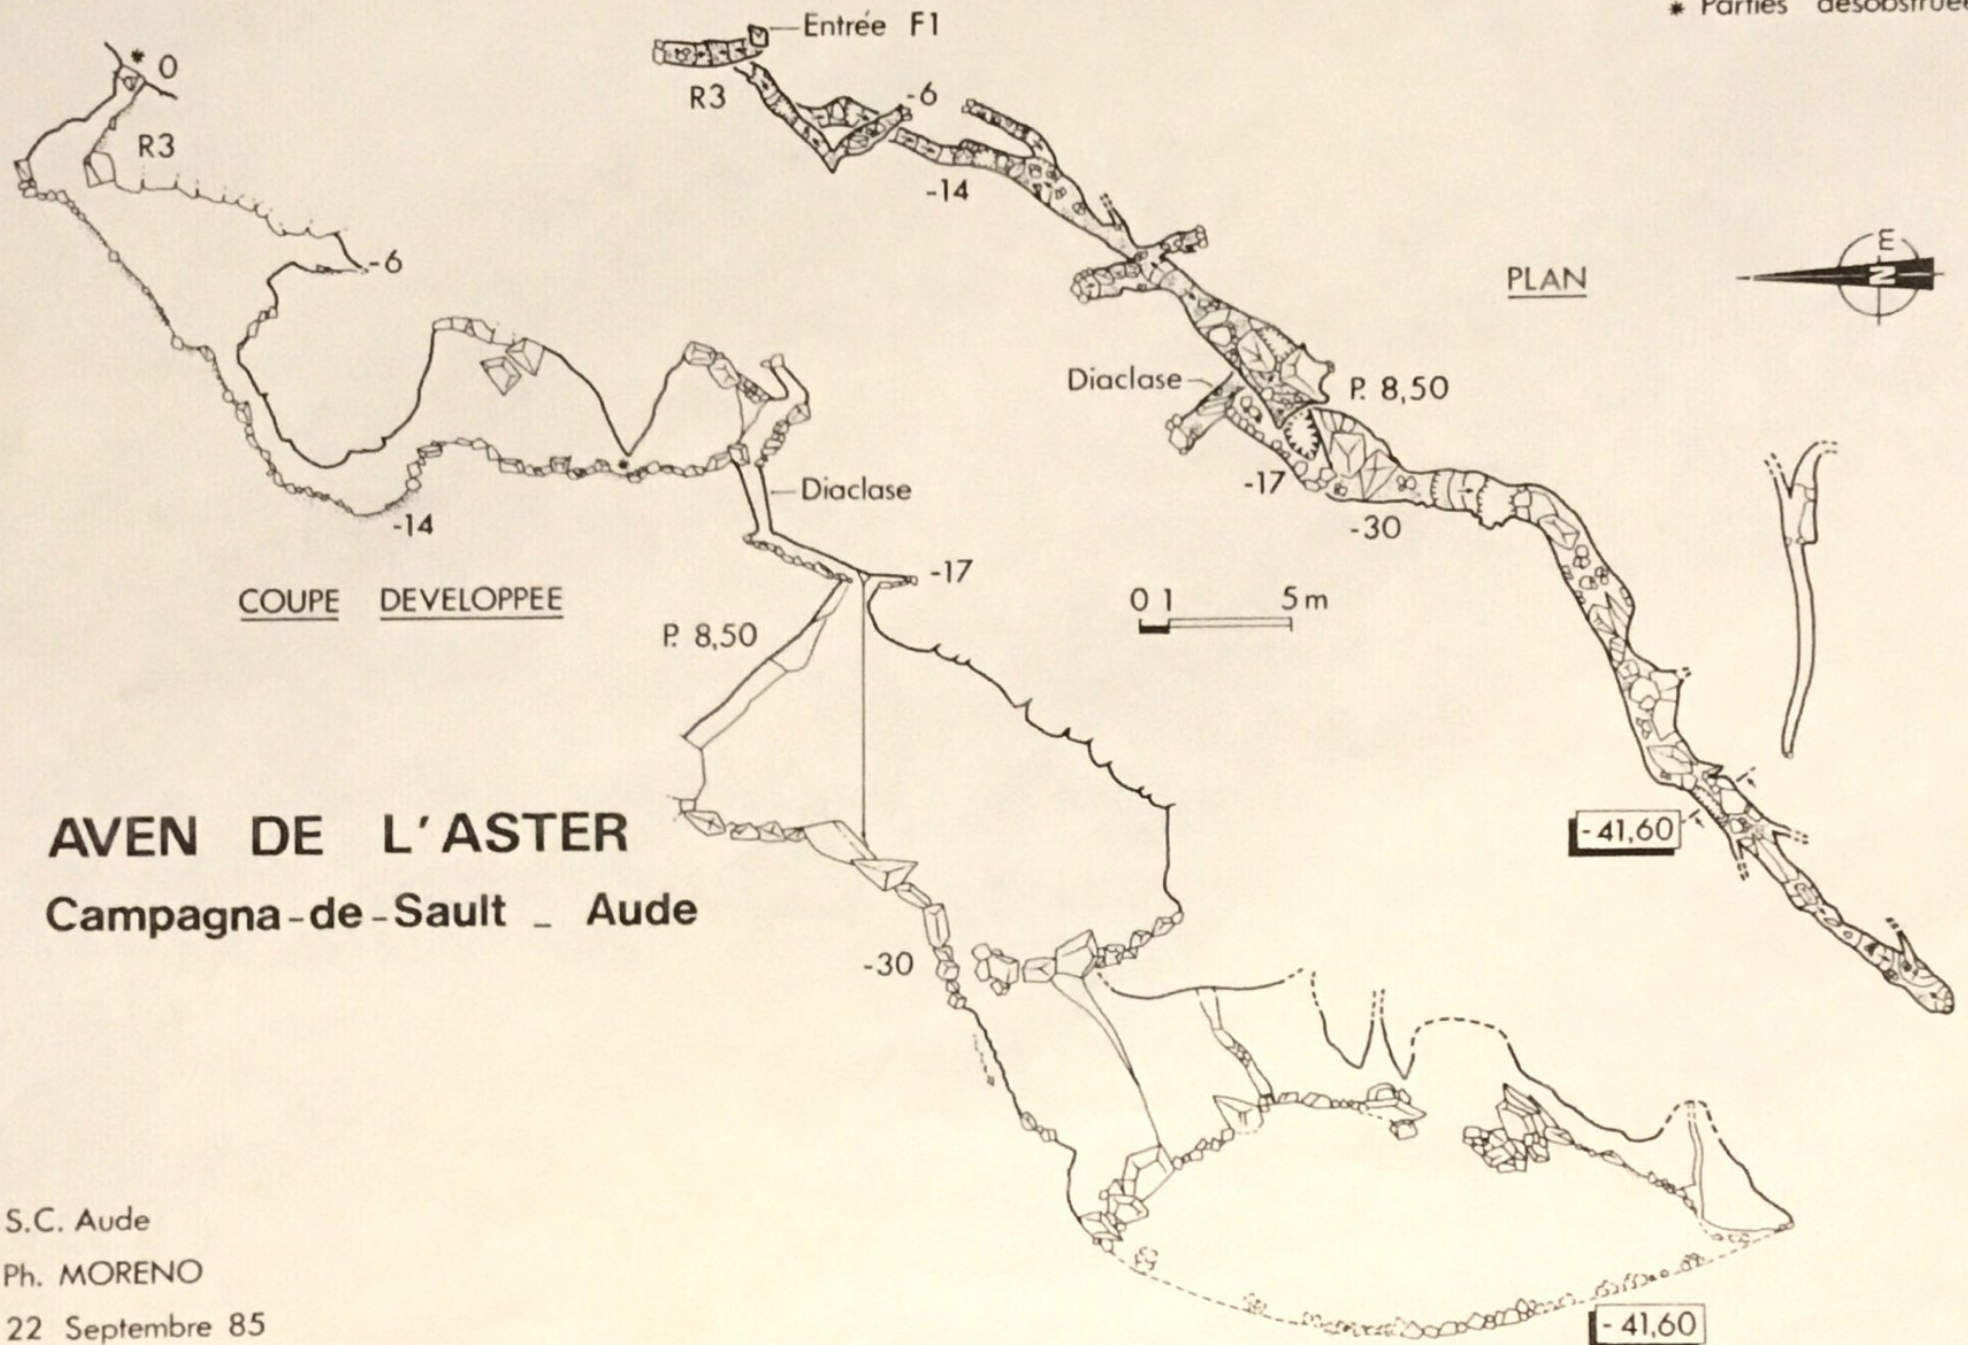 * Parties désobstruée
Entrée F1
* 0
R3
-6
R3
-6
-14
PLAN
E
N
Diaclase
P. 8,50
-17
-30
Diaclase
-14
COUPE DEVELOPPEE
-17
0 1 5m
P. 8,50
AVEN DE L'ASTER
Campagna-de-Sault _ Aude
-41,60
-30
S.C. Aude
Ph. MORENO
22 Septembre 85
-41,60